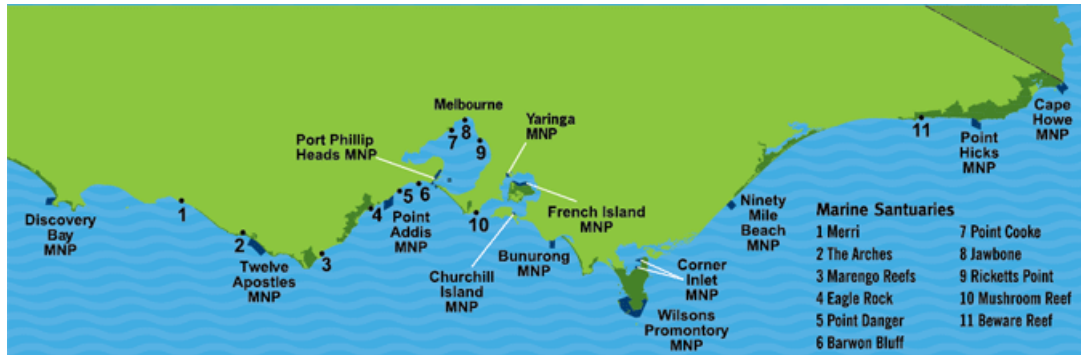 Melbourne
Port Phillip
Heads MNP
Yaringa
MNP
7
8
9
11
Cape
Howe
MNP
Point
Hicks
MNP
Discovery
Bay
MNP
1
2
Twelve
Apostles
MNP
3
4
5
6
Point
Addis
MNP
10
Churchill
Island
MNP
Bunurong
MNP
French Island
MNP
Corner
Inlet
MNP
Wilsons
Promontory
MNP
Ninety
Mile
Beach
MNP
Marine Santuaries
1 Merri
2 The Arches
3 Marengo Reefs
4 Eagle Rock
5 Point Danger
6 Barwon Bluff
7 Point Cooke
8 Jawbone
9 Ricketts Point
10 Mushroom Reef
11 Beware Reef